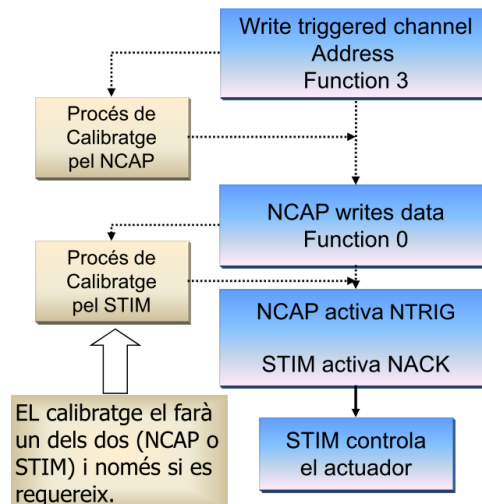 Write triggered channel
Address
Function 3
Procés de
Calibratge
pel NCAP
NCAP writes data
Function 0
Procés de
Calibratge
pel STIM
NCAP activa NTRIG
STIM activa NACK
EL calibratge el farà
un dels dos (NCAP o
STIM) i només si es
requereix.
STIM controla
el actuador